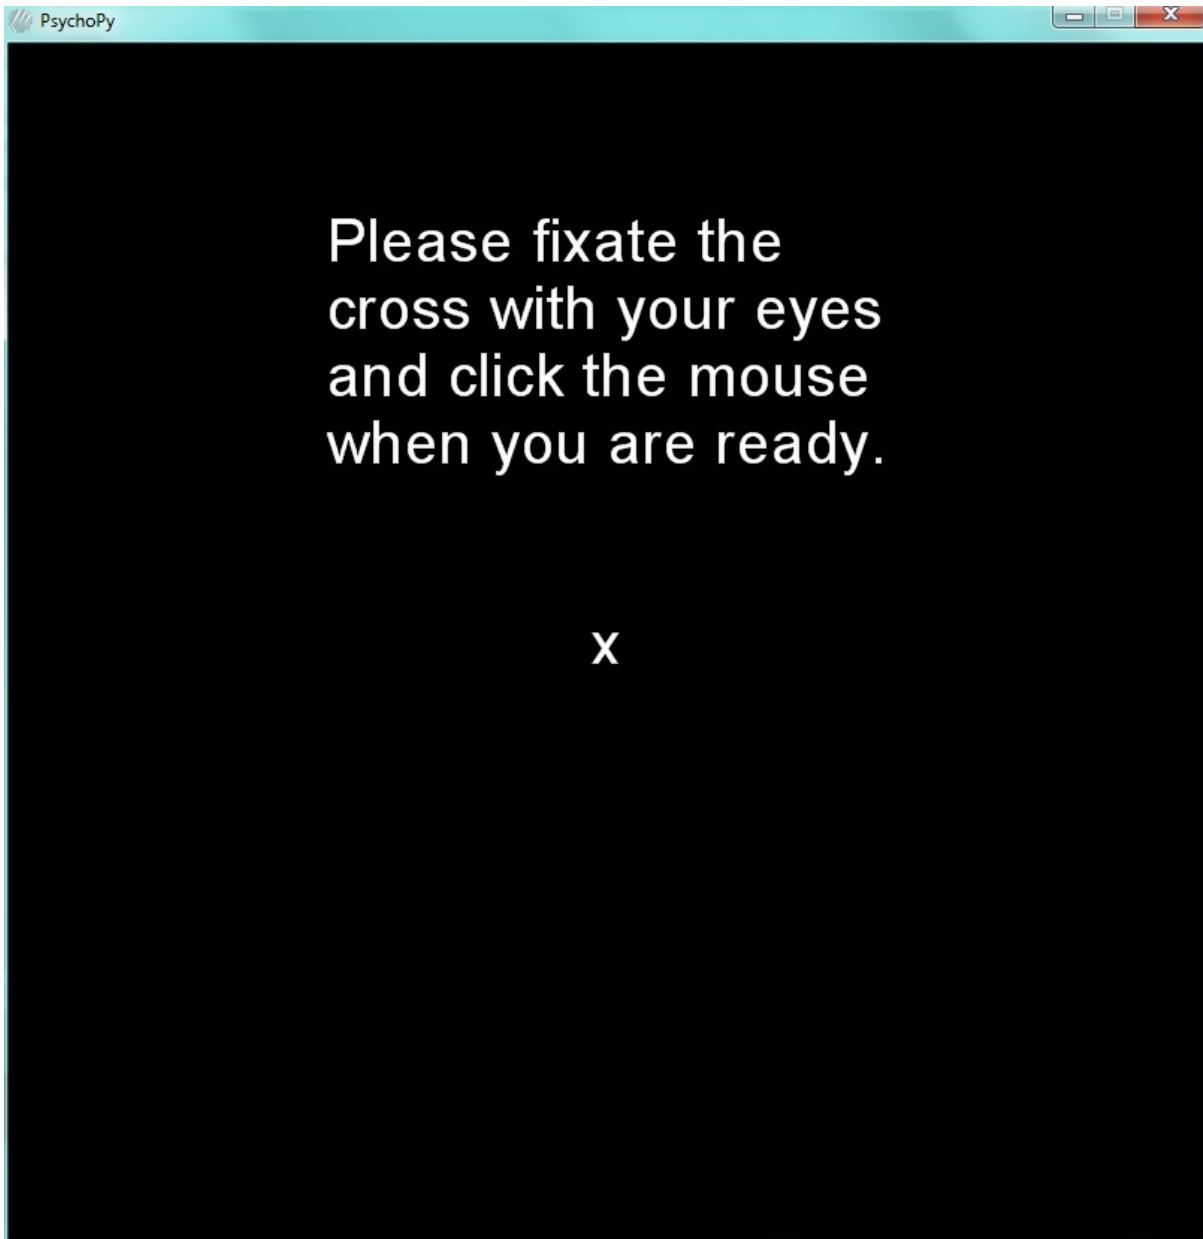 PsychoPy
Please fixate the
cross with your eyes
and click the mouse
when you are ready.
x